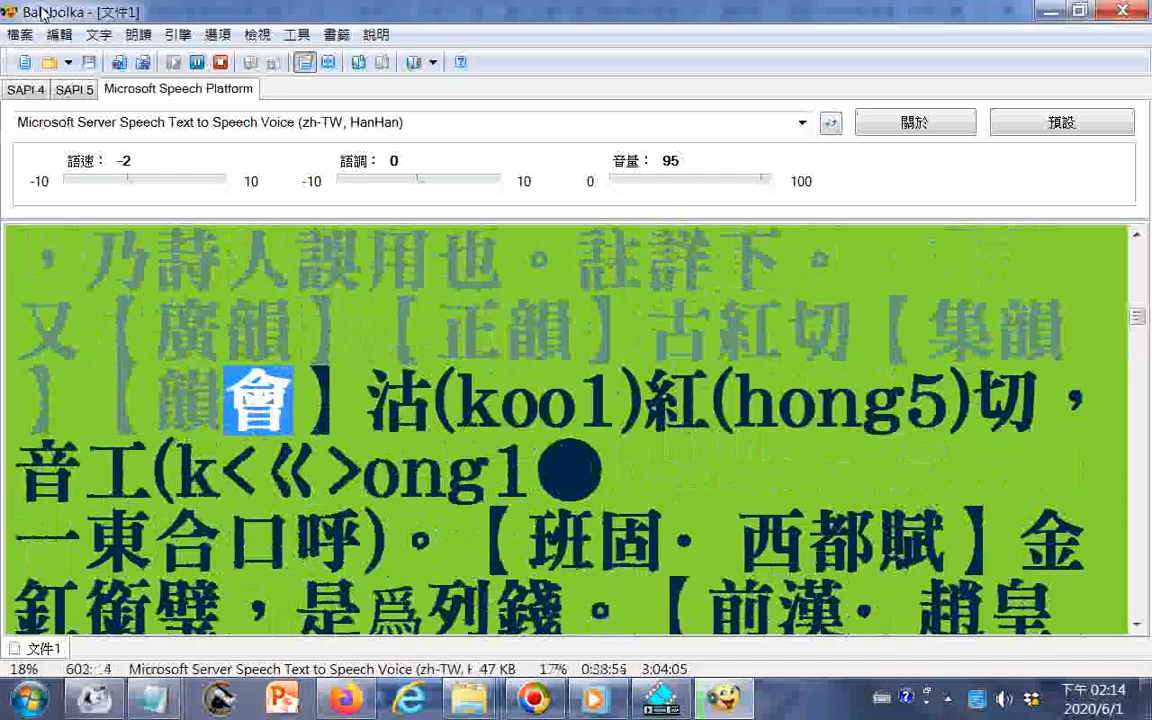 Balabolka - [文件1]
檔案 編輯 文字 朗讀 引擎 選項 檢視 工具 書籤 說明
SAPI 4 SAPI 5 Microsoft Speech Platform
Microsoft Server Speech Text to Speech Voice (zh-TW, HanHan) 關於 預設
語速： -2 語調： 0 音量： 95
-10 10 -10 10 0 100
，乃詩人誤用也。註詳下。
又【廣韻】【正韻】古紅切【集韻
】【韻會】沽(koo1)紅(hong5)切，
音工(k<ㄍ>ong1●
一東合口呼)。【班固·西都賦】金
釭銜璧，是爲列錢。【前漢·趙皇
文件1
18% 602:14 Microsoft Server Speech Text to Speech Voice (zh-TW, H 47 KB 17% 0:38:54 3:04:05
下午 02:14
2020/6/1